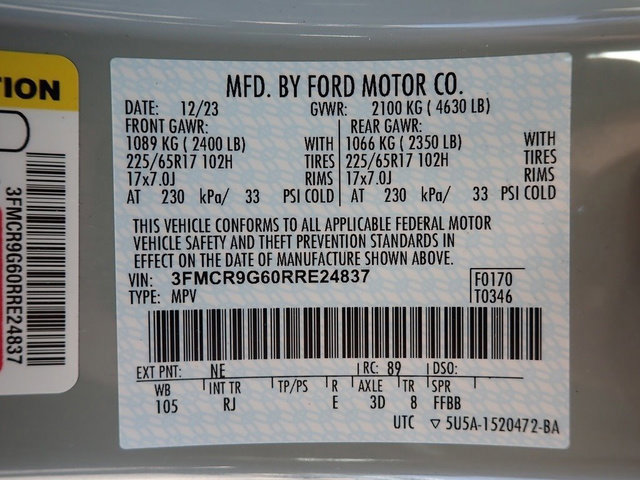 TION
3FMCR9G60RRE24837
MFD. BY FORD MOTOR CO.
DATE: 12/23 GVWR: 2100 KG ( 4630 LB)
FRONT GAWR: REAR GAWR:
1089 KG ( 2400 LB) WITH 1066 KG ( 2350 LB) WITH
225/65R17 102H TIRES 225/65R17 102H TIRES
17x7.0J RIMS 17x7.0J RIMS
AT 230 kPa/ 33 PSI COLD AT 230 kPa/ 33 PSI COLD
THIS VEHICLE CONFORMS TO ALL APPLICABLE FEDERAL MOTOR
VEHICLE SAFETY AND THEFT PREVENTION STANDARDS IN
EFFECT ON THE DATE OF MANUFACTURE SHOWN ABOVE.
VIN: 3FMCR9G60RRE24837 F0170
TYPE: MPV T0346
EXT PNT: NE RC: 89 DSO:
WB INT TR TP/PS R AXLE TR SPR
105 RJ E 3D 8 FFBB
UTC ▽ 5U5A-1520472-BA